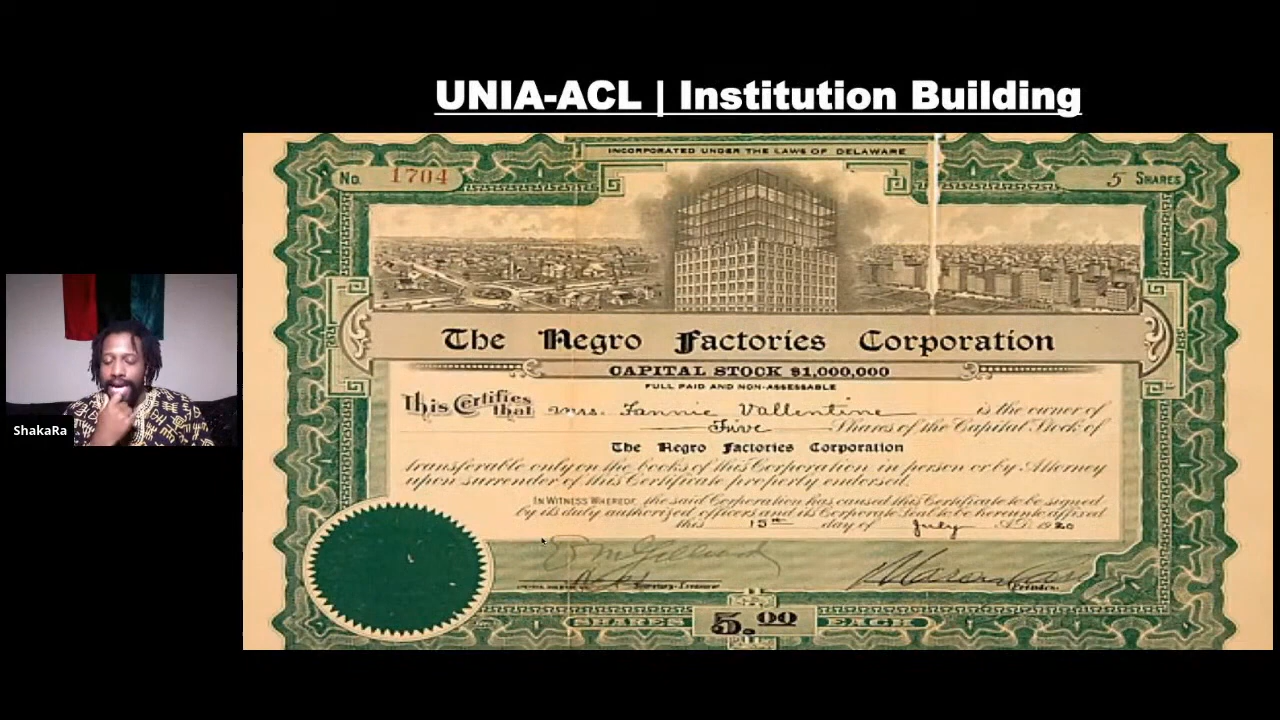 UNIA-ACL | Institution Building
INCORPORATED UNDER THE LAWS OF DELAWARE
No. 1704
5 SHARES
The Negro Factories Corporation
CAPITAL STOCK $1,000,000
FULL PAID AND NON-ASSESSABLE
This Certifies that Mrs. Fannie Vallentine is the owner of
Five Shares of the Capital Stock of
The Negro Factories Corporation
transferable only on the books of this Corporation in person or by Attorney
upon surrender of this Certificate properly endorsed.
IN WITNESS WHEREOF, the said Corporation has caused this Certificate to be signed
by its duly authorized officers and its Corporate Seal to be hereunto affixed
this 15th day of July A.D. 1920
SHARES 5.00 EACH
ShakaRa